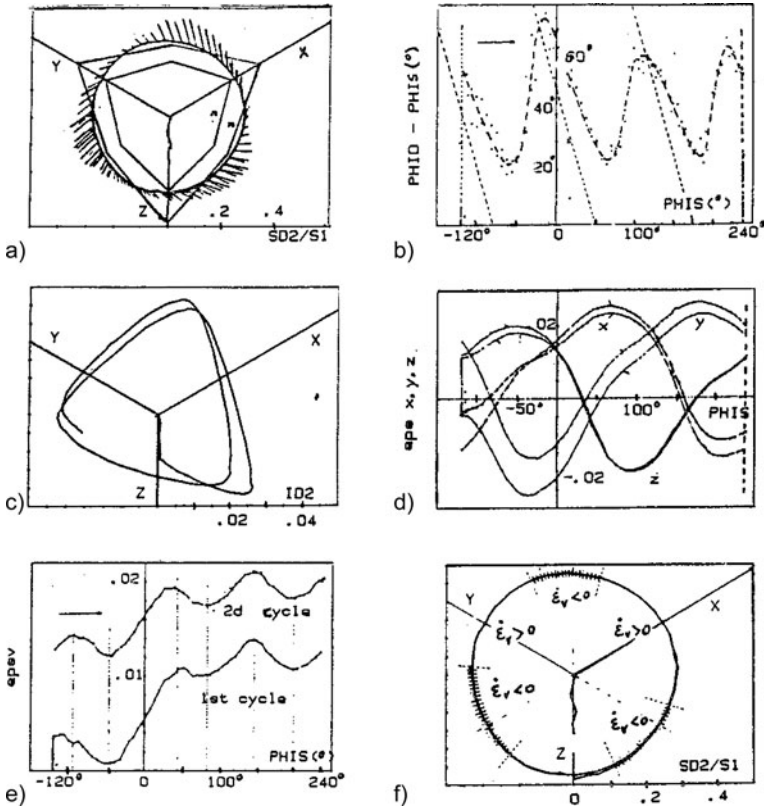 Y
X
Z
.2 .4
SD2/S1
a)
PHID - PHIS(°)
Y
60°
40°
20°
PHIS(°)
-120° 0 100° 240°
b)
Y
X
Z
ID2
.02 .04
c)
epe x, y, z.
02
x
y
-50° 100° PHIS
-.02
z
d)
epev
.02
2d cycle
.01
1st cycle
PHIS(°)
-120° 0 100° 240°
e)
Y
X
ε̇v<0
ε̇v>0
ε̇v>0
ε̇v<0
ε̇v<0
Z
SD2/S1
0 .2 .4
f)